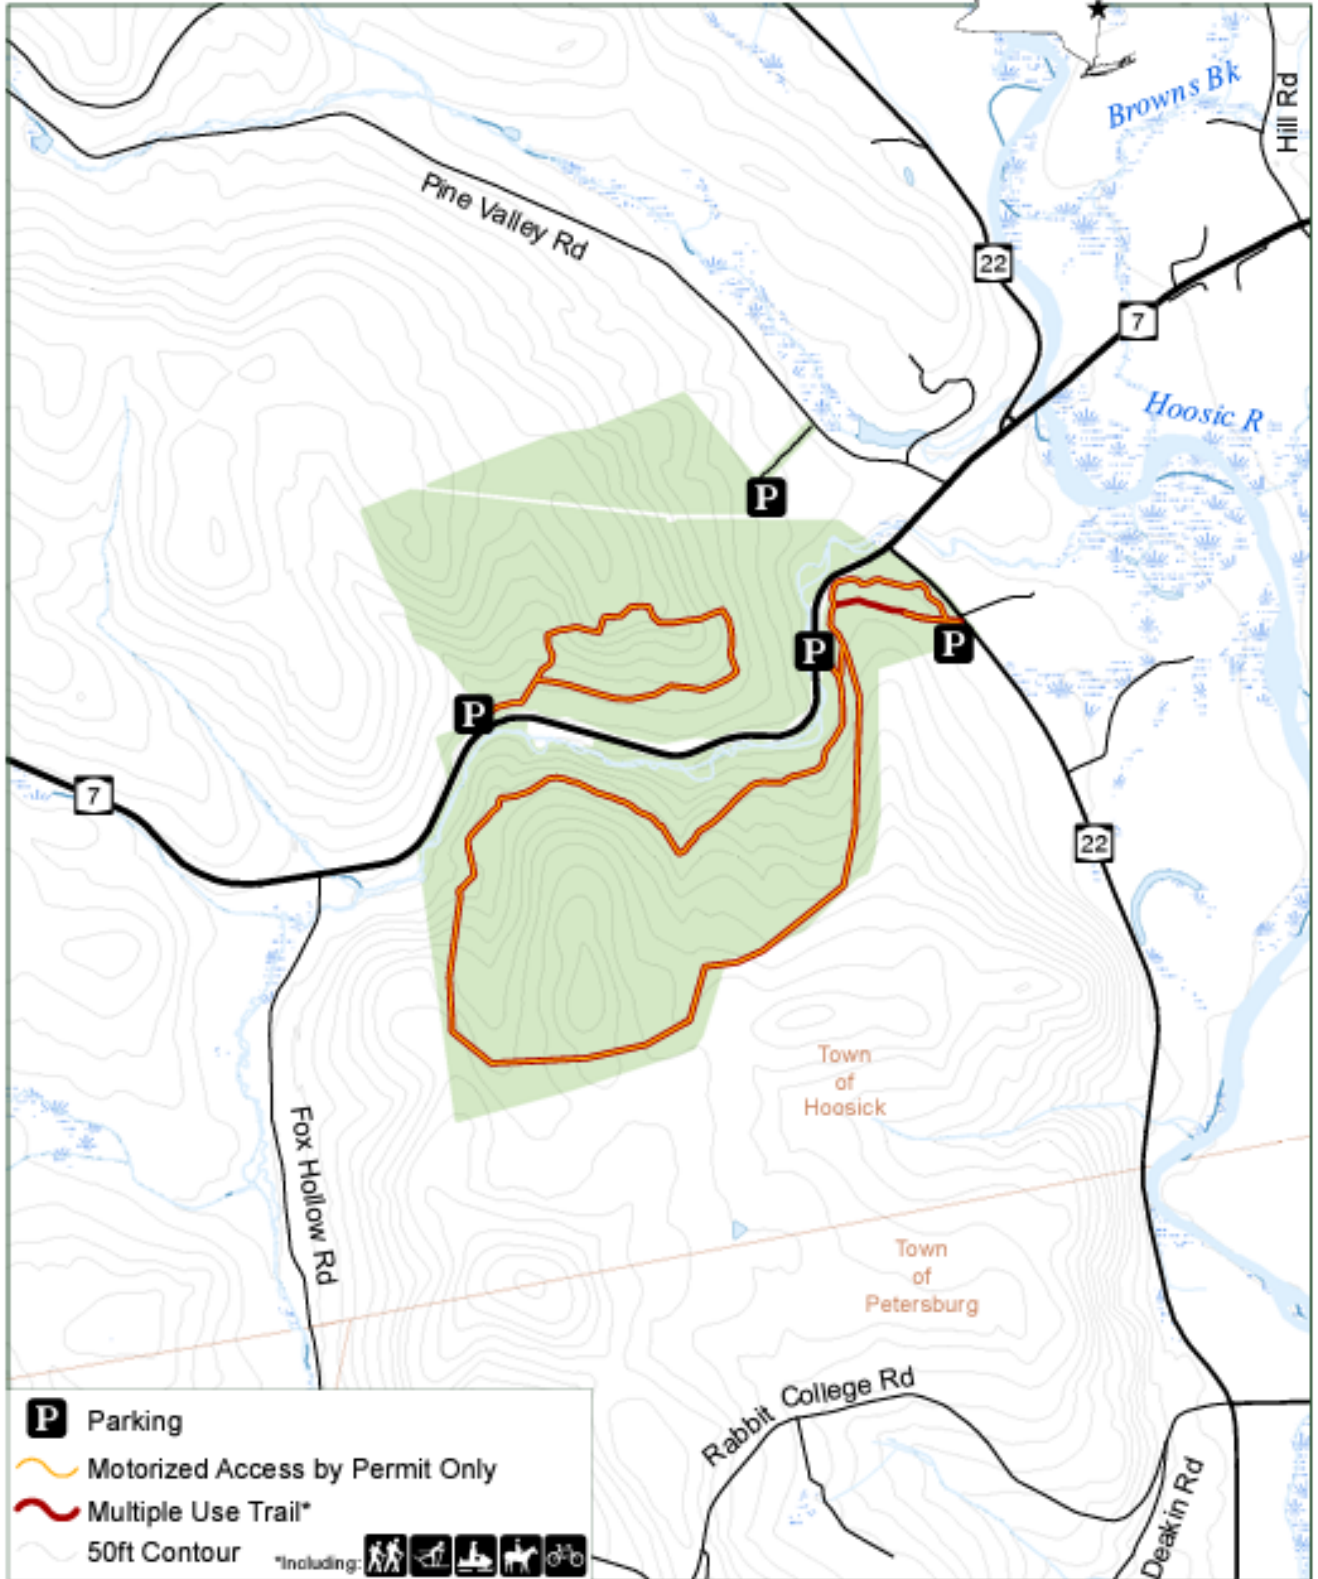 Browns Bk
Hill Rd
Pine Valley Rd
22
7
Hoosic R
P
P
P
P
7
22
Town
of
Hoosick
Fox Hollow Rd
Town
of
Petersburg
Rabbit College Rd
Deakin Rd
P Parking
Motorized Access by Permit Only
Multiple Use Trail*
50ft Contour *Including: